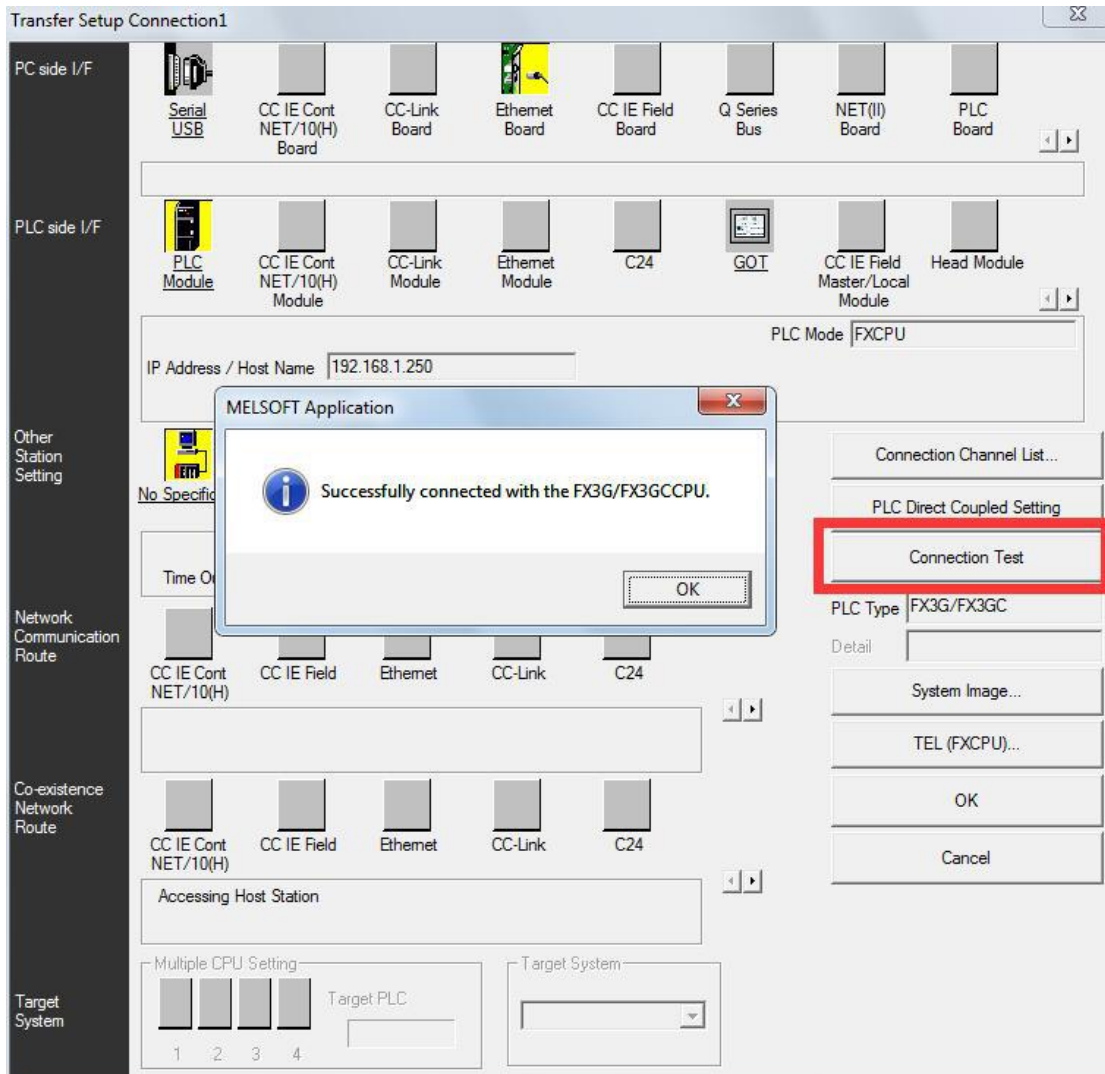 Transfer Setup Connection1
PC side I/F
Serial
USB
CC IE Cont
NET/10(H)
Board
CC-Link
Board
Ethernet
Board
CC IE Field
Board
Q Series
Bus
NET(II)
Board
PLC
Board
PLC side I/F
PLC
Module
CC IE Cont
NET/10(H)
Module
CC-Link
Module
Ethernet
Module
C24
GOT
CC IE Field
Master/Local
Module
Head Module
PLC Mode FXCPU
IP Address / Host Name 192.168.1.250
MELSOFT Application
Successfully connected with the FX3G/FX3GCCPU.
OK
Other
Station
Setting
No Specific
Time O
Connection Channel List...
PLC Direct Coupled Setting
Connection Test
PLC Type FX3G/FX3GC
Detail
System Image...
TEL (FXCPU)...
OK
Cancel
Network
Communication
Route
CC IE Cont
NET/10(H)
CC IE Field
Ethernet
CC-Link
C24
Co-existence
Network
Route
CC IE Cont
NET/10(H)
CC IE Field
Ethernet
CC-Link
C24
Accessing Host Station
Target
System
Multiple CPU Setting
Target PLC
1 2 3 4
Target System